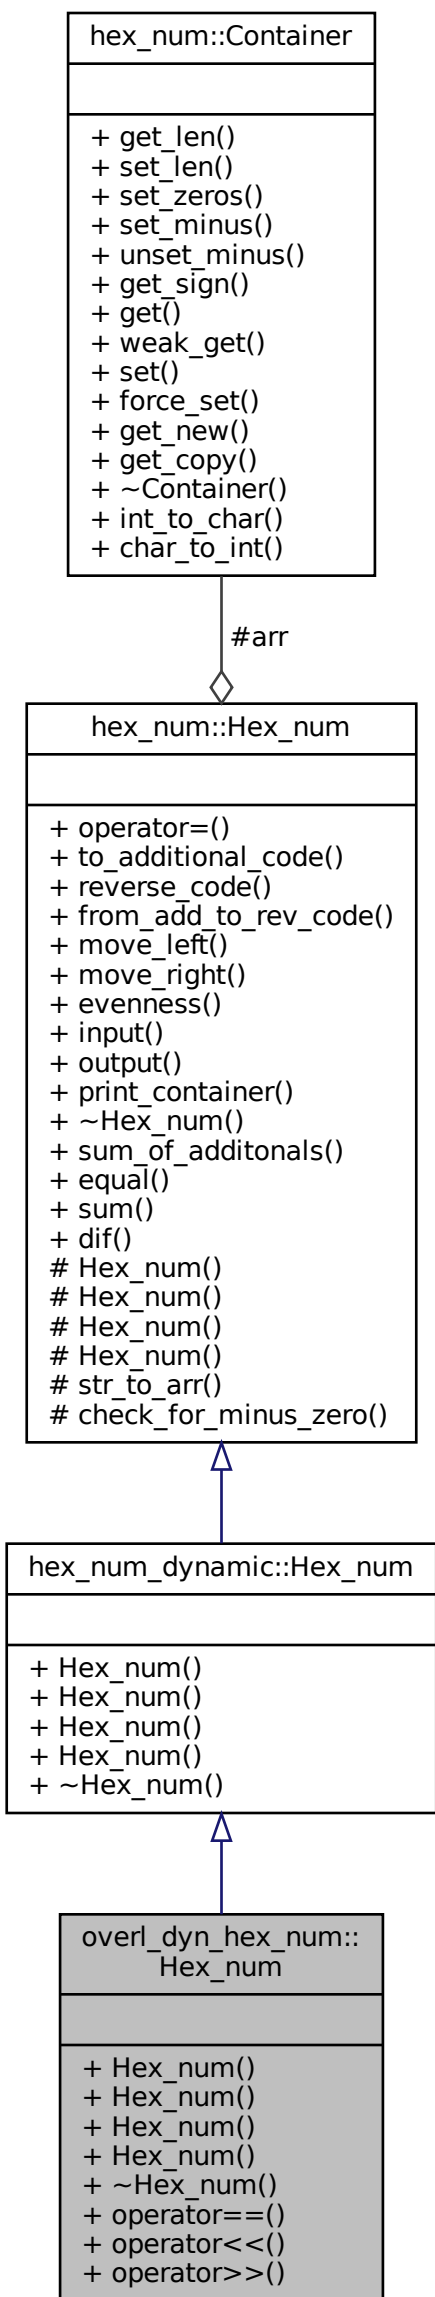 hex_num::Container
+ get_len()
+ set_len()
+ set_zeros()
+ set_minus()
+ unset_minus()
+ get_sign()
+ get()
+ weak_get()
+ set()
+ force_set()
+ get_new()
+ get_copy()
+ ~Container()
+ int_to_char()
+ char_to_int()
#arr
hex_num::Hex_num
+ operator=()
+ to_additional_code()
+ reverse_code()
+ from_add_to_rev_code()
+ move_left()
+ move_right()
+ evenness()
+ input()
+ output()
+ print_container()
+ ~Hex_num()
+ sum_of_additonals()
+ equal()
+ sum()
+ dif()
# Hex_num()
# Hex_num()
# Hex_num()
# Hex_num()
# str_to_arr()
# check_for_minus_zero()
hex_num_dynamic::Hex_num
+ Hex_num()
+ Hex_num()
+ Hex_num()
+ Hex_num()
+ ~Hex_num()
overl_dyn_hex_num::
Hex_num
+ Hex_num()
+ Hex_num()
+ Hex_num()
+ Hex_num()
+ ~Hex_num()
+ operator==()
+ operator<<()
+ operator>>()